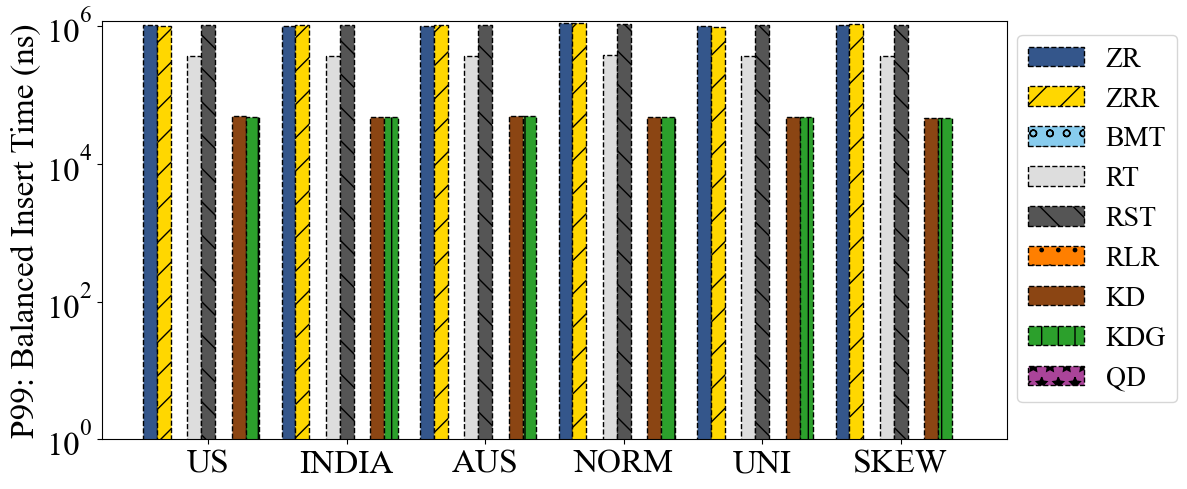 P99: Balanced Insert Time (ns)
10^6
10^4
10^2
10^0
US
INDIA
AUS
NORM
UNI
SKEW
ZR
ZRR
BMT
RT
RST
RLR
KD
KDG
QD